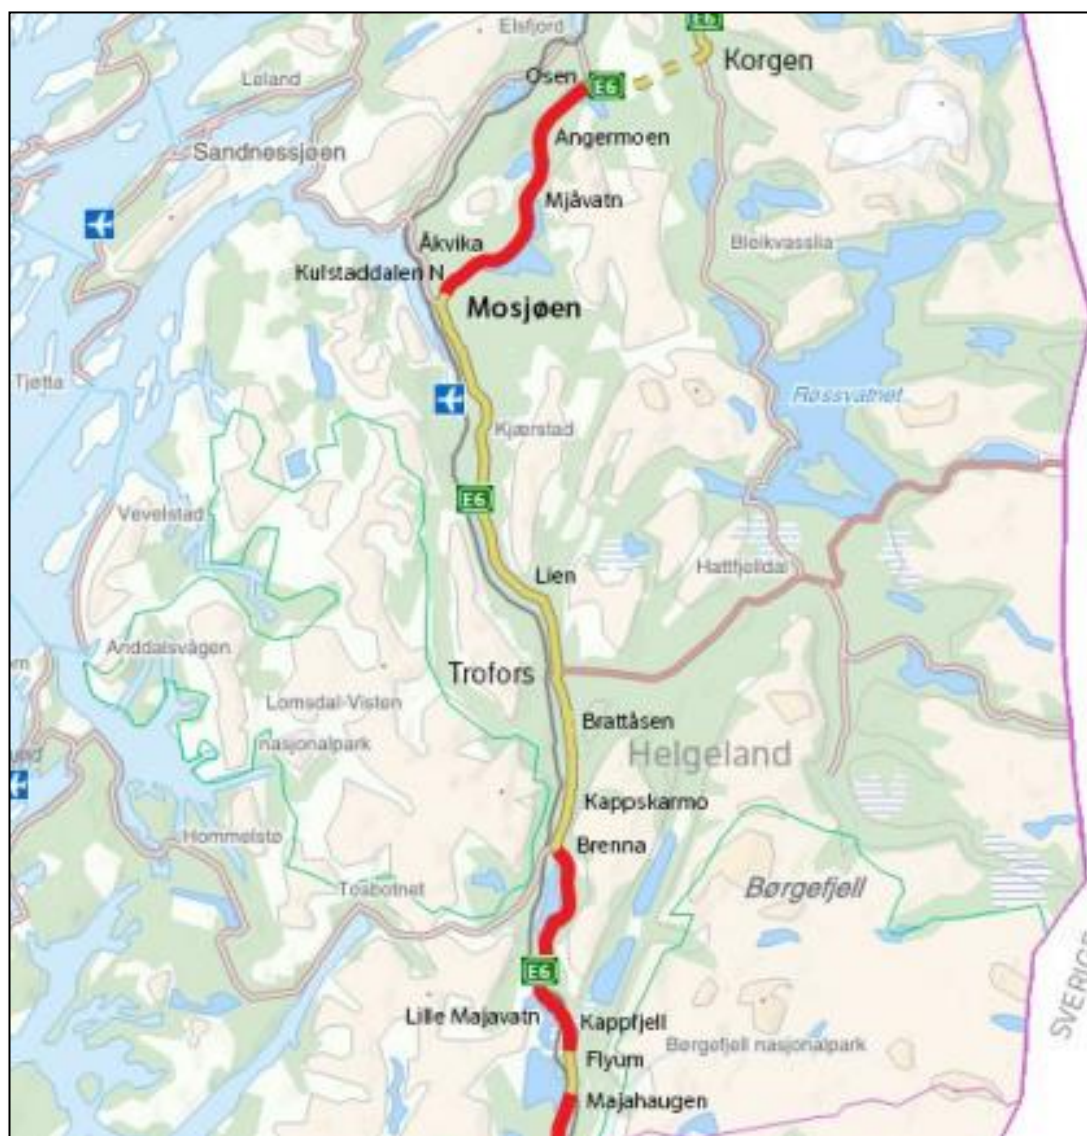 E6
Elsfjord
Korgen
Osen
E6
Leland
Angermoen
Sandnessjøen
Mjåvatn
Åkvika
Bleikvasslia
Kulstaddalen N
Mosjøen
Tjøtta
Røssvatnet
Kjærstad
E6
Vevelstad
Lien
Hattfjelldal
Anddalsvågen
Trofors
Lomsdal-Visten
nasjonalpark
Brattåsen
Helgeland
Kappskarmo
Hommelstø
Brenna
Tosbotnet
Børgefjell
E6
SVERIGE
Lille Majavatn
Kappfjell
Børgefjell nasjonalpark
Flyum
Majahaugen